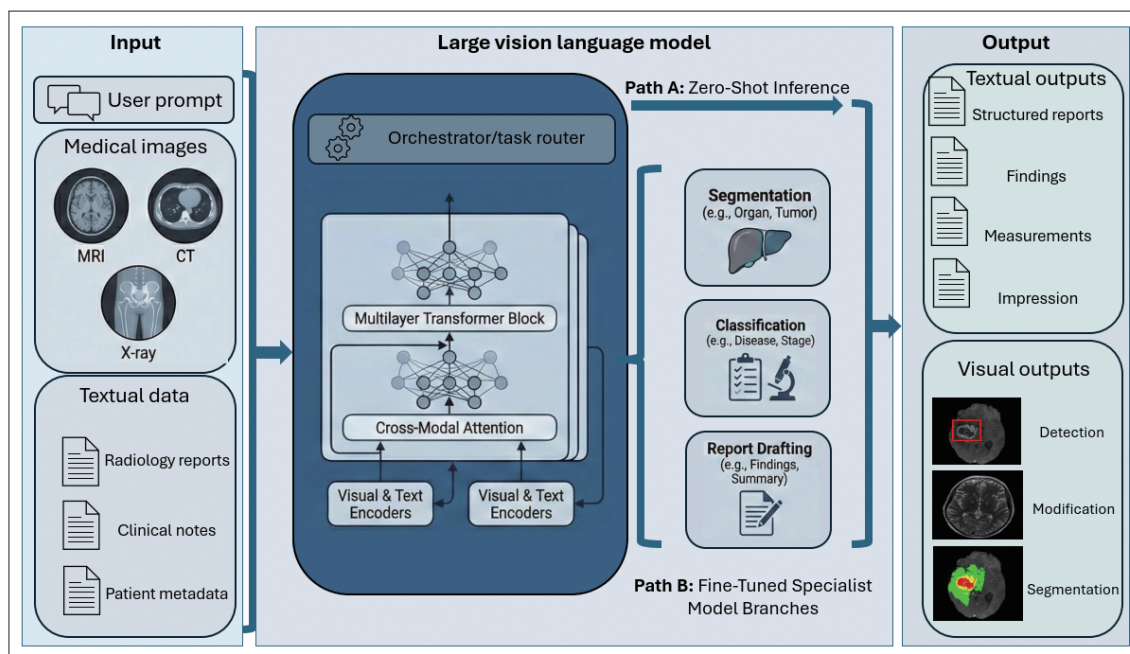 Input
User prompt
Medical images
MRI
CT
X-ray
Textual data
Radiology reports
Clinical notes
Patient metadata
Large vision language model
Orchestrator/task router
Multilayer Transformer Block
Cross-Modal Attention
Visual & Text
Encoders
Visual & Text
Encoders
Path A: Zero-Shot Inference
Segmentation
(e.g., Organ, Tumor)
Classification
(e.g., Disease, Stage)
Report Drafting
(e.g., Findings,
Summary)
Path B: Fine-Tuned Specialist
Model Branches
Output
Textual outputs
Structured reports
Findings
Measurements
Impression
Visual outputs
Detection
Modification
Segmentation